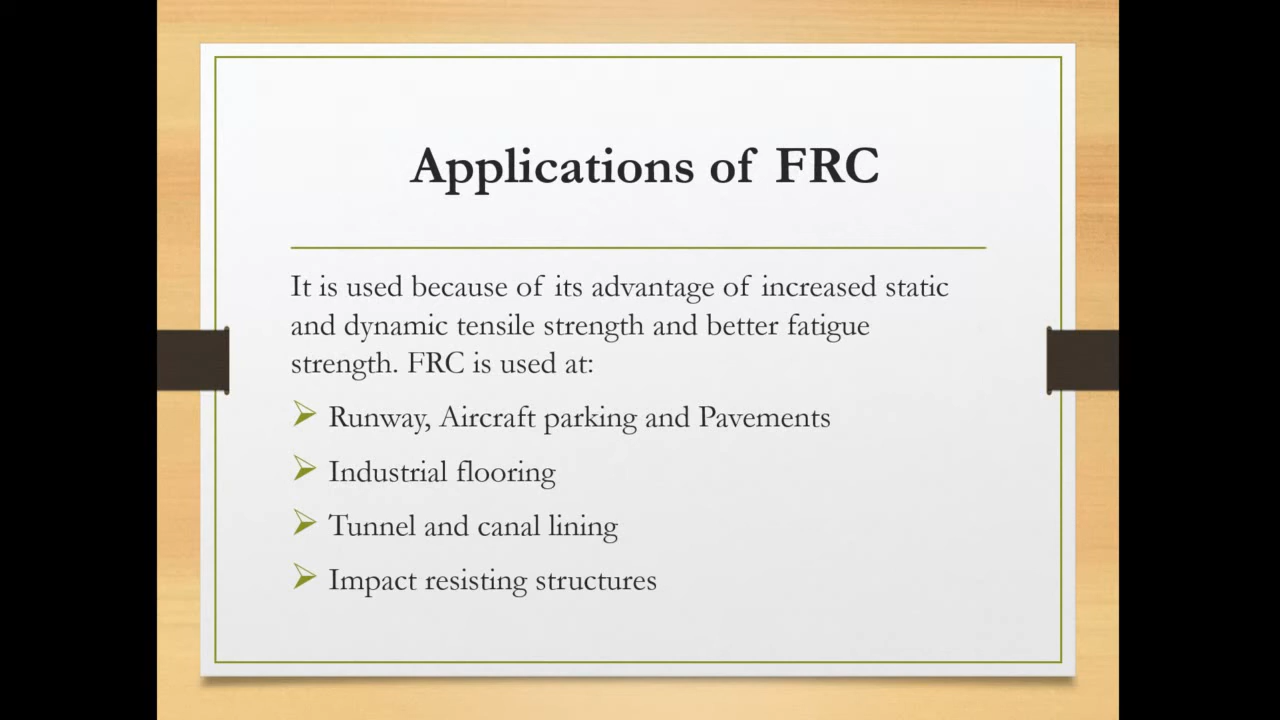 Applications of FRC
It is used because of its advantage of increased static
and dynamic tensile strength and better fatigue
strength. FRC is used at:
Runway, Aircraft parking and Pavements
Industrial flooring
Tunnel and canal lining
Impact resisting structures